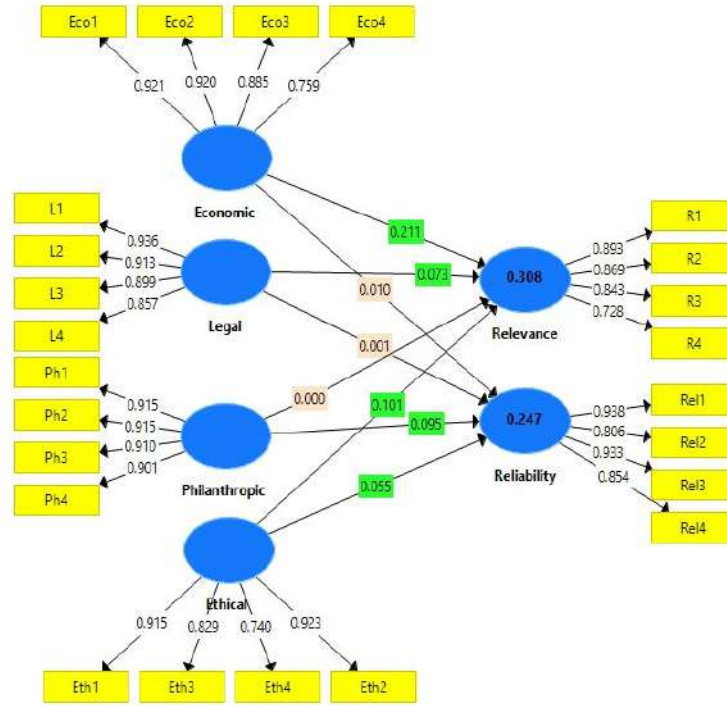 Eco1
Eco2
Eco3
Eco4
0.921
0.920
0.885
0.759
Economic
L1
L2
L3
L4
0.936
0.913
0.899
0.857
Legal
Ph1
Ph2
Ph3
Ph4
0.915
0.915
0.910
0.901
Philanthropic
Ethical
0.915
0.829
0.740
0.923
Eth1
Eth3
Eth4
Eth2
0.211
0.073
0.010
0.001
0.000
0.101
0.095
0.055
0.308
Relevance
0.893
0.869
0.843
0.728
R1
R2
R3
R4
0.247
Reliability
0.938
0.806
0.933
0.854
Rel1
Rel2
Rel3
Rel4